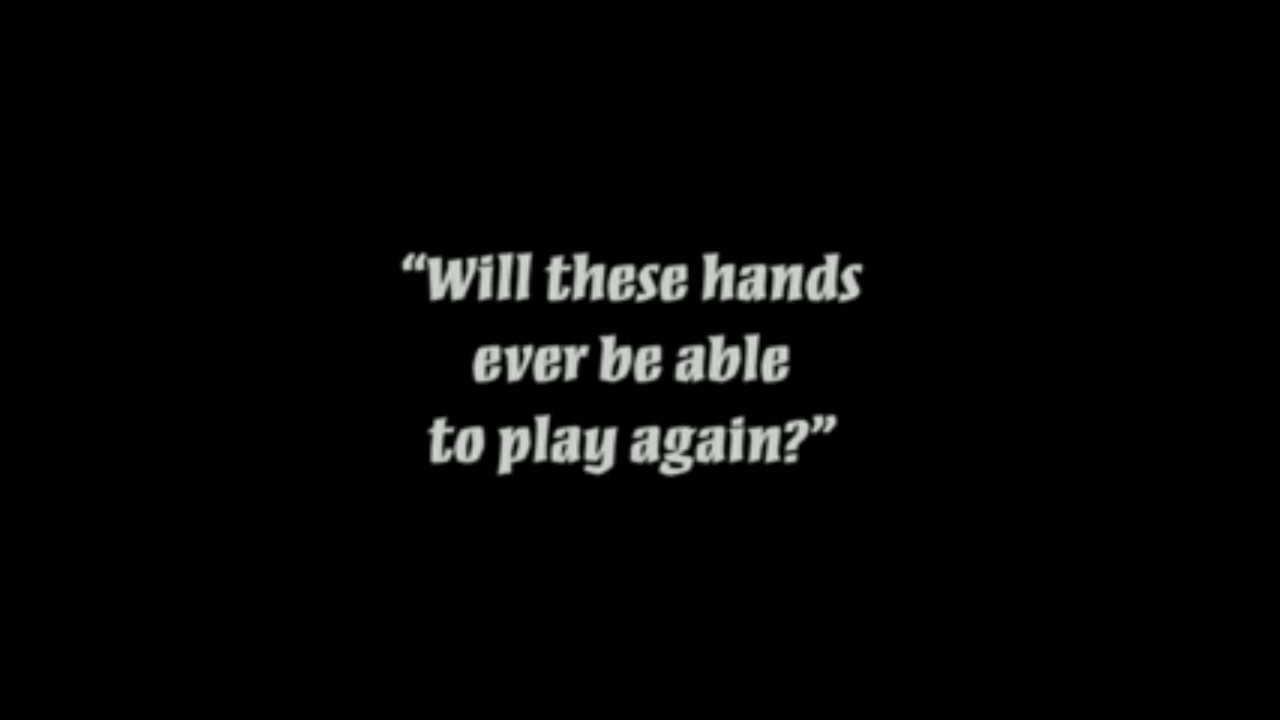 “Will these hands
ever be able
to play again?”